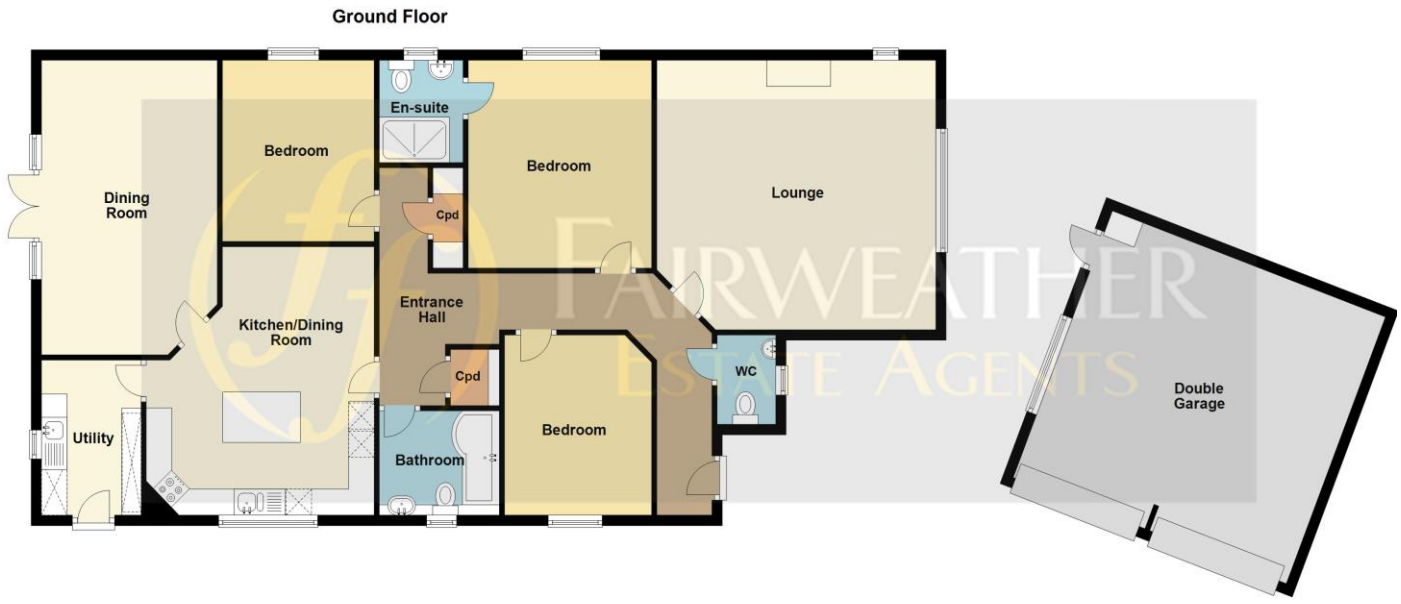 Ground Floor
En-suite
Bedroom
Bedroom
Lounge
Dining
Room
Cpd
Entrance
Hall
Kitchen/Dining
Room
Cpd
WC
Double
Garage
Utility
Bathroom
Bedroom
ff
FAIRWEATHER
ESTATE AGENTS